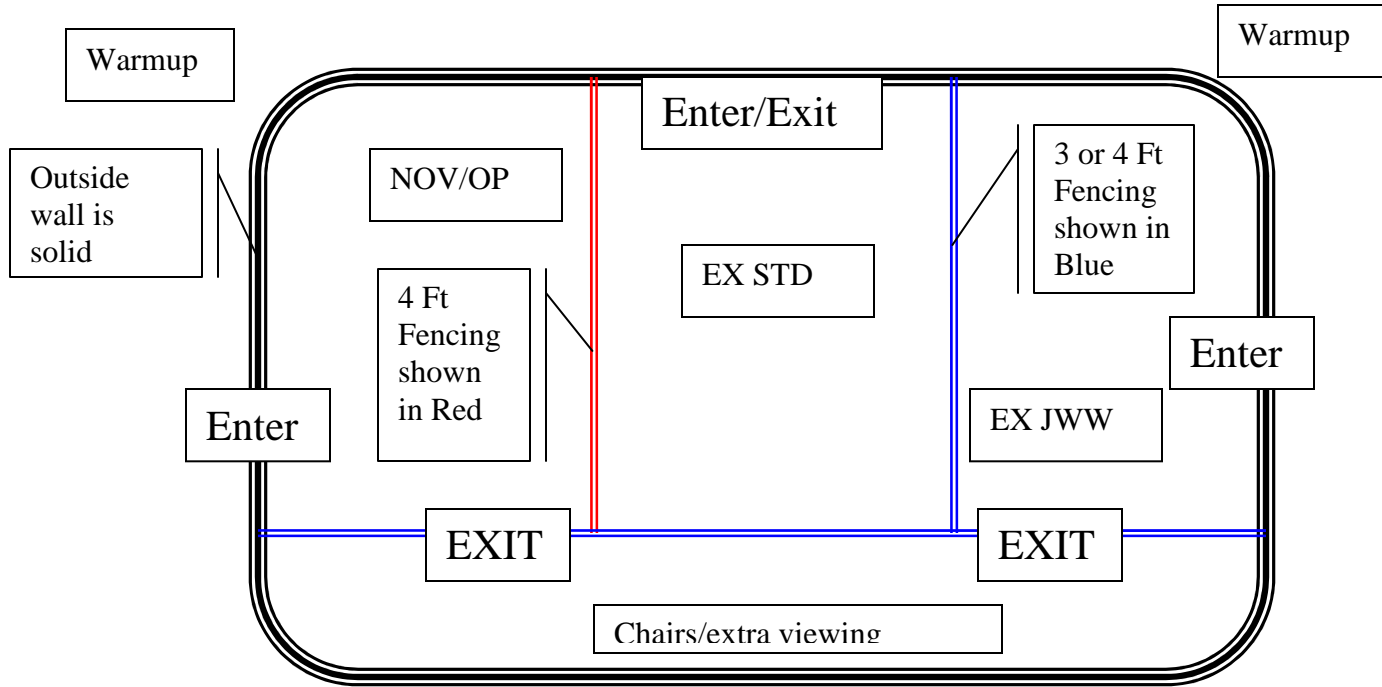 Warmup
Warmup
Enter/Exit
Outside
wall is
solid
NOV/OP
3 or 4 Ft
Fencing
shown in
Blue
EX STD
4 Ft
Fencing
shown
in Red
Enter
Enter
EX JWW
EXIT
EXIT
Chairs/extra viewing